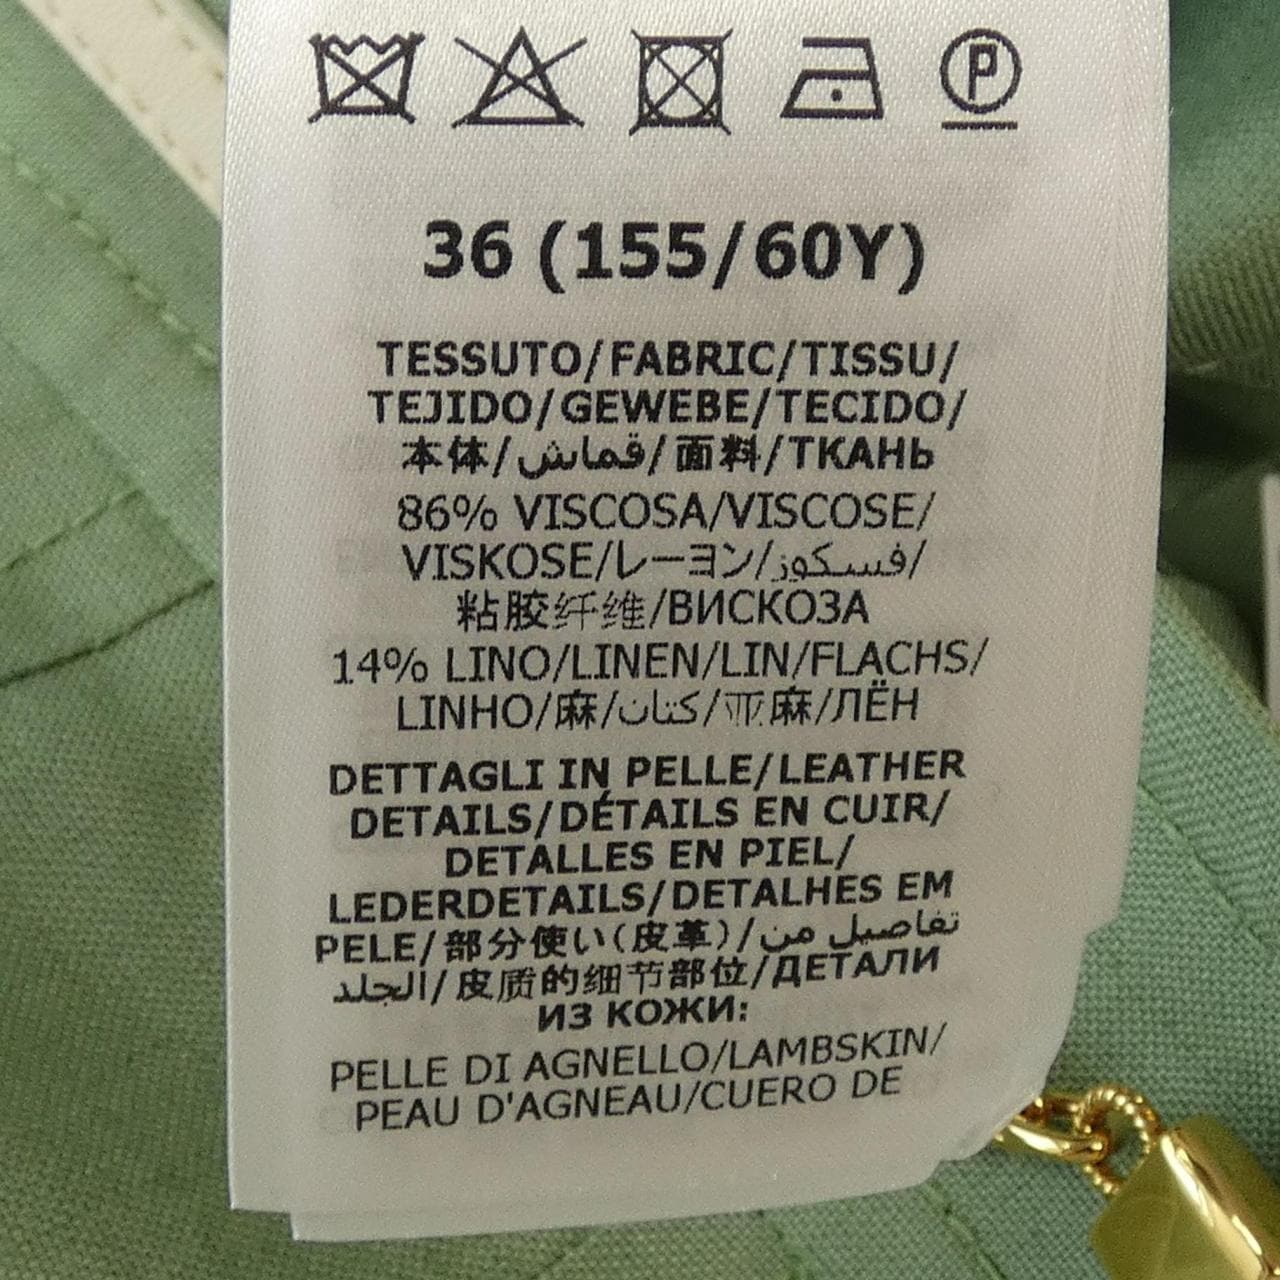 P
36 (155/60Y)
TESSUTO/FABRIC/TISSU/
TEJIDO/GEWEBE/TECIDO/
本体/قماش/面料/ТКАНЬ
86% VISCOSA/VISCOSE/
VISKOSE/レーヨン/فسكوز/
粘胶纤维/ВИСКОЗА
14% LINO/LINEN/LIN/FLACHS/
LINHO/麻/كتان/亚麻/ЛЁН
DETTAGLI IN PELLE/LEATHER
DETAILS/DÉTAILS EN CUIR/
DETALLES EN PIEL/
LEDERDETAILS/DETALHES EM
PELE/部分使い(皮革)/تفاصيل من
الجلد/皮质的细节部位/ДЕТАЛИ
ИЗ КОЖИ:
PELLE DI AGNELLO/LAMBSKIN/
PEAU D'AGNEAU/CUERO DE